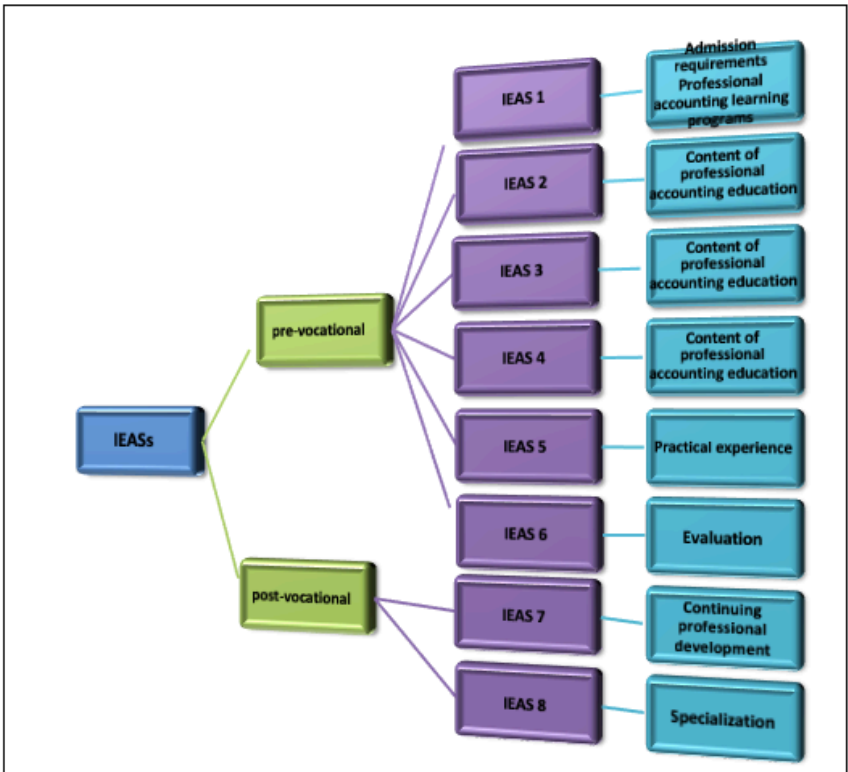 IEASs
pre-vocational
post-vocational
IEAS 1
Admission
requirements
Professional
accounting learning
programs
IEAS 2
Content of
professional
accounting education
IEAS 3
Content of
professional
accounting education
IEAS 4
Content of
professional
accounting education
IEAS 5
Practical experience
IEAS 6
Evaluation
IEAS 7
Continuing
professional
development
IEAS 8
Specialization